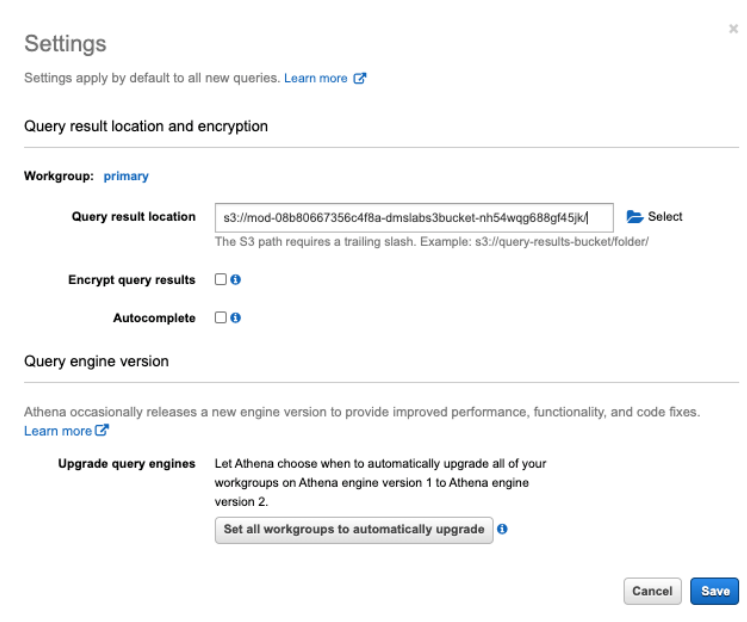 Settings
Settings apply by default to all new queries. Learn more
Query result location and encryption
Workgroup: primary
Query result location s3://mod-08b80667356c4f8a-dmslabs3bucket-nh54wqg688gf45jk/ Select
The S3 path requires a trailing slash. Example: s3://query-results-bucket/folder/
Encrypt query results
Autocomplete
Query engine version
Athena occasionally releases a new engine version to provide improved performance, functionality, and code fixes.
Learn more
Upgrade query engines Let Athena choose when to automatically upgrade all of your
workgroups on Athena engine version 1 to Athena engine
version 2.
Set all workgroups to automatically upgrade
Cancel Save